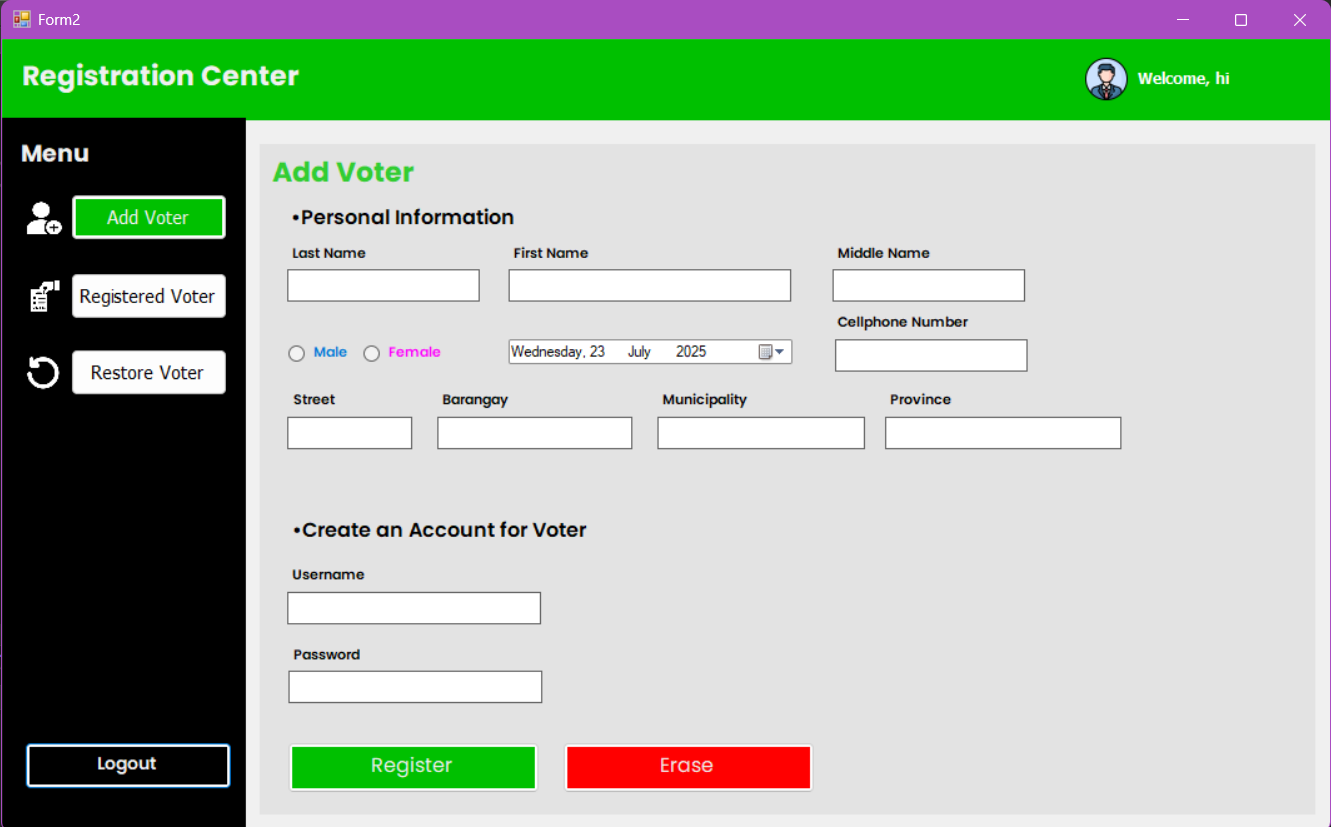 Form2
Registration Center
Welcome, hi
Menu
Add Voter
Registered Voter
Restore Voter
Logout
Add Voter
•Personal Information
Last Name First Name Middle Name
Cellphone Number
Male Female Wednesday, 23 July 2025
Street Barangay Municipality Province
•Create an Account for Voter
Username
Password
Register Erase